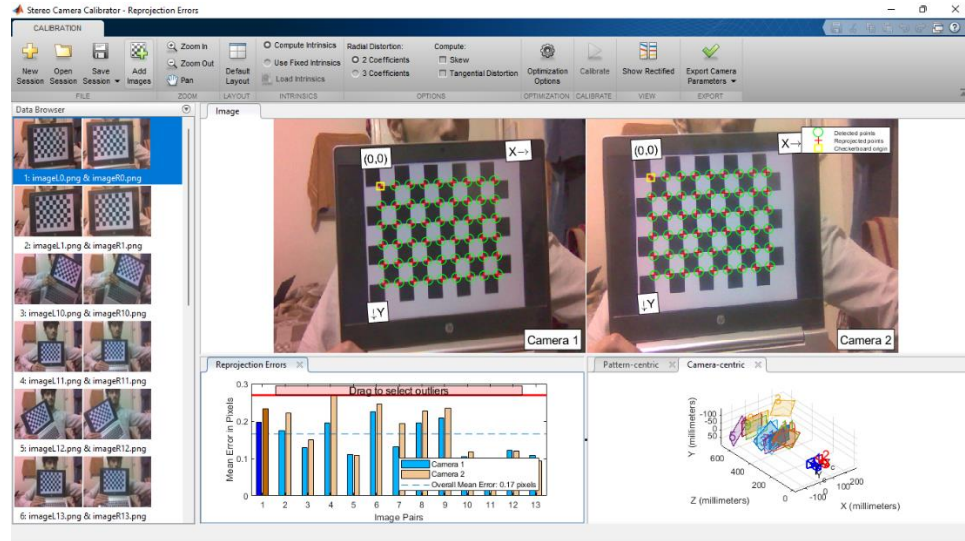 Stereo Camera Calibrator - Reprojection Errors
CALIBRATION
New Session
Open Session
Save Session
Add Images
Zoom In
Zoom Out
Pan
Default Layout
Compute Intrinsics
Use Fixed Intrinsics
Load Intrinsics
Radial Distortion:
2 Coefficients
3 Coefficients
Compute:
Skew
Tangential Distortion
Optimization Options
Calibrate
Show Rectified
Export Camera Parameters
FILE
ZOOM
LAYOUT
INTRINSICS
OPTIONS
OPTIMIZATION
CALIBRATE
VIEW
EXPORT
Data Browser
1: imageL0.png & imageR0.png
2: imageL1.png & imageR1.png
3: imageL10.png & imageR10.png
4: imageL11.png & imageR11.png
5: imageL12.png & imageR12.png
6: imageL13.png & imageR13.png
Image
(0,0)
X→
↓Y
Camera 1
(0,0)
X→
Detected points
Reprojected points
Checkerboard origin
↓Y
Camera 2
Reprojection Errors
Drag to select outliers
Mean Error in Pixels
0.3
0.2
0.1
0
Camera 1
Camera 2
Overall Mean Error: 0.17 pixels
1 2 3 4 5 6 7 8 9 10 11 12 13
Image Pairs
Pattern-centric
Camera-centric
Y (millimeters)
-100
-50
0
50
600
400
200
0
Z (millimeters)
-100
0
100
200
X (millimeters)